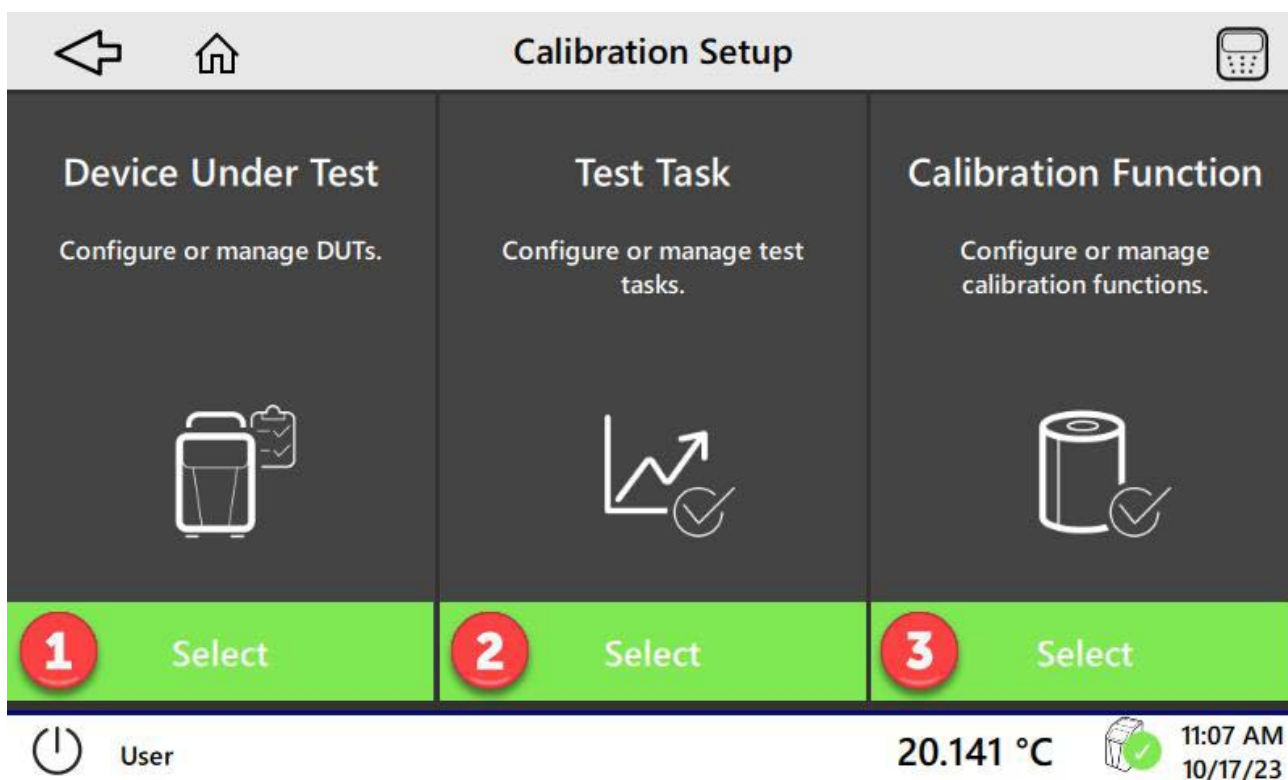 Calibration Setup
Device Under Test
Configure or manage DUTs.
Test Task
Configure or manage test
tasks.
Calibration Function
Configure or manage
calibration functions.
1 Select
2 Select
3 Select
User
20.141 °C
11:07 AM
10/17/23